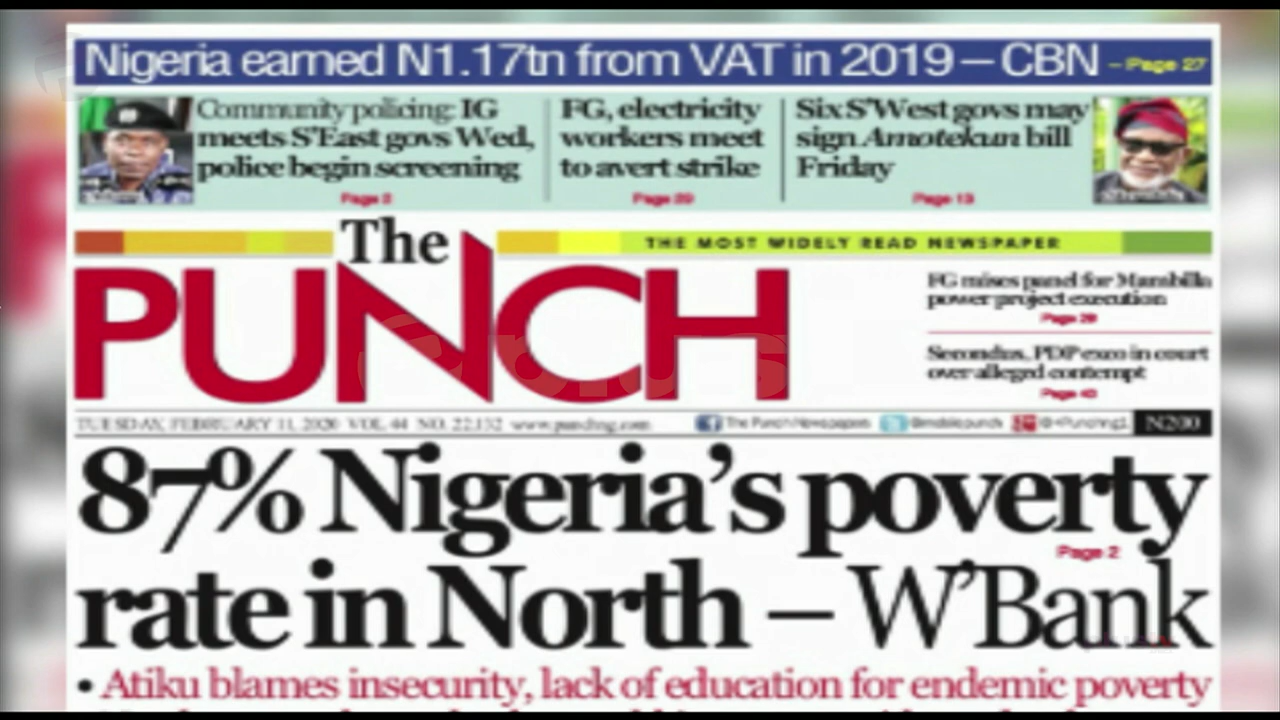 Nigeria earned N1.17tn from VAT in 2019 – CBN – Page 27
Community policing: IG
meets S'East govs Wed,
police begin screening
Page 2
FG, electricity
workers meet
to avert strike
Page 29
Six S'West govs may
sign Amotekun bill
Friday
Page 13
The
PUNCH
THE MOST WIDELY READ NEWSPAPER
FG raises panel for Mambilla
power project execution
Secondus, PDP exco in court
over alleged contempt
TUESDAY, FEBRUARY 11, 2020 VOL. 44 NO. 22,132 www.punchng.com
The Punch Newspapers @mobilepunch
N200
plus
87% Nigeria's poverty
Page 2
rate in North – W'Bank
• Atiku blames insecurity, lack of education for endemic poverty